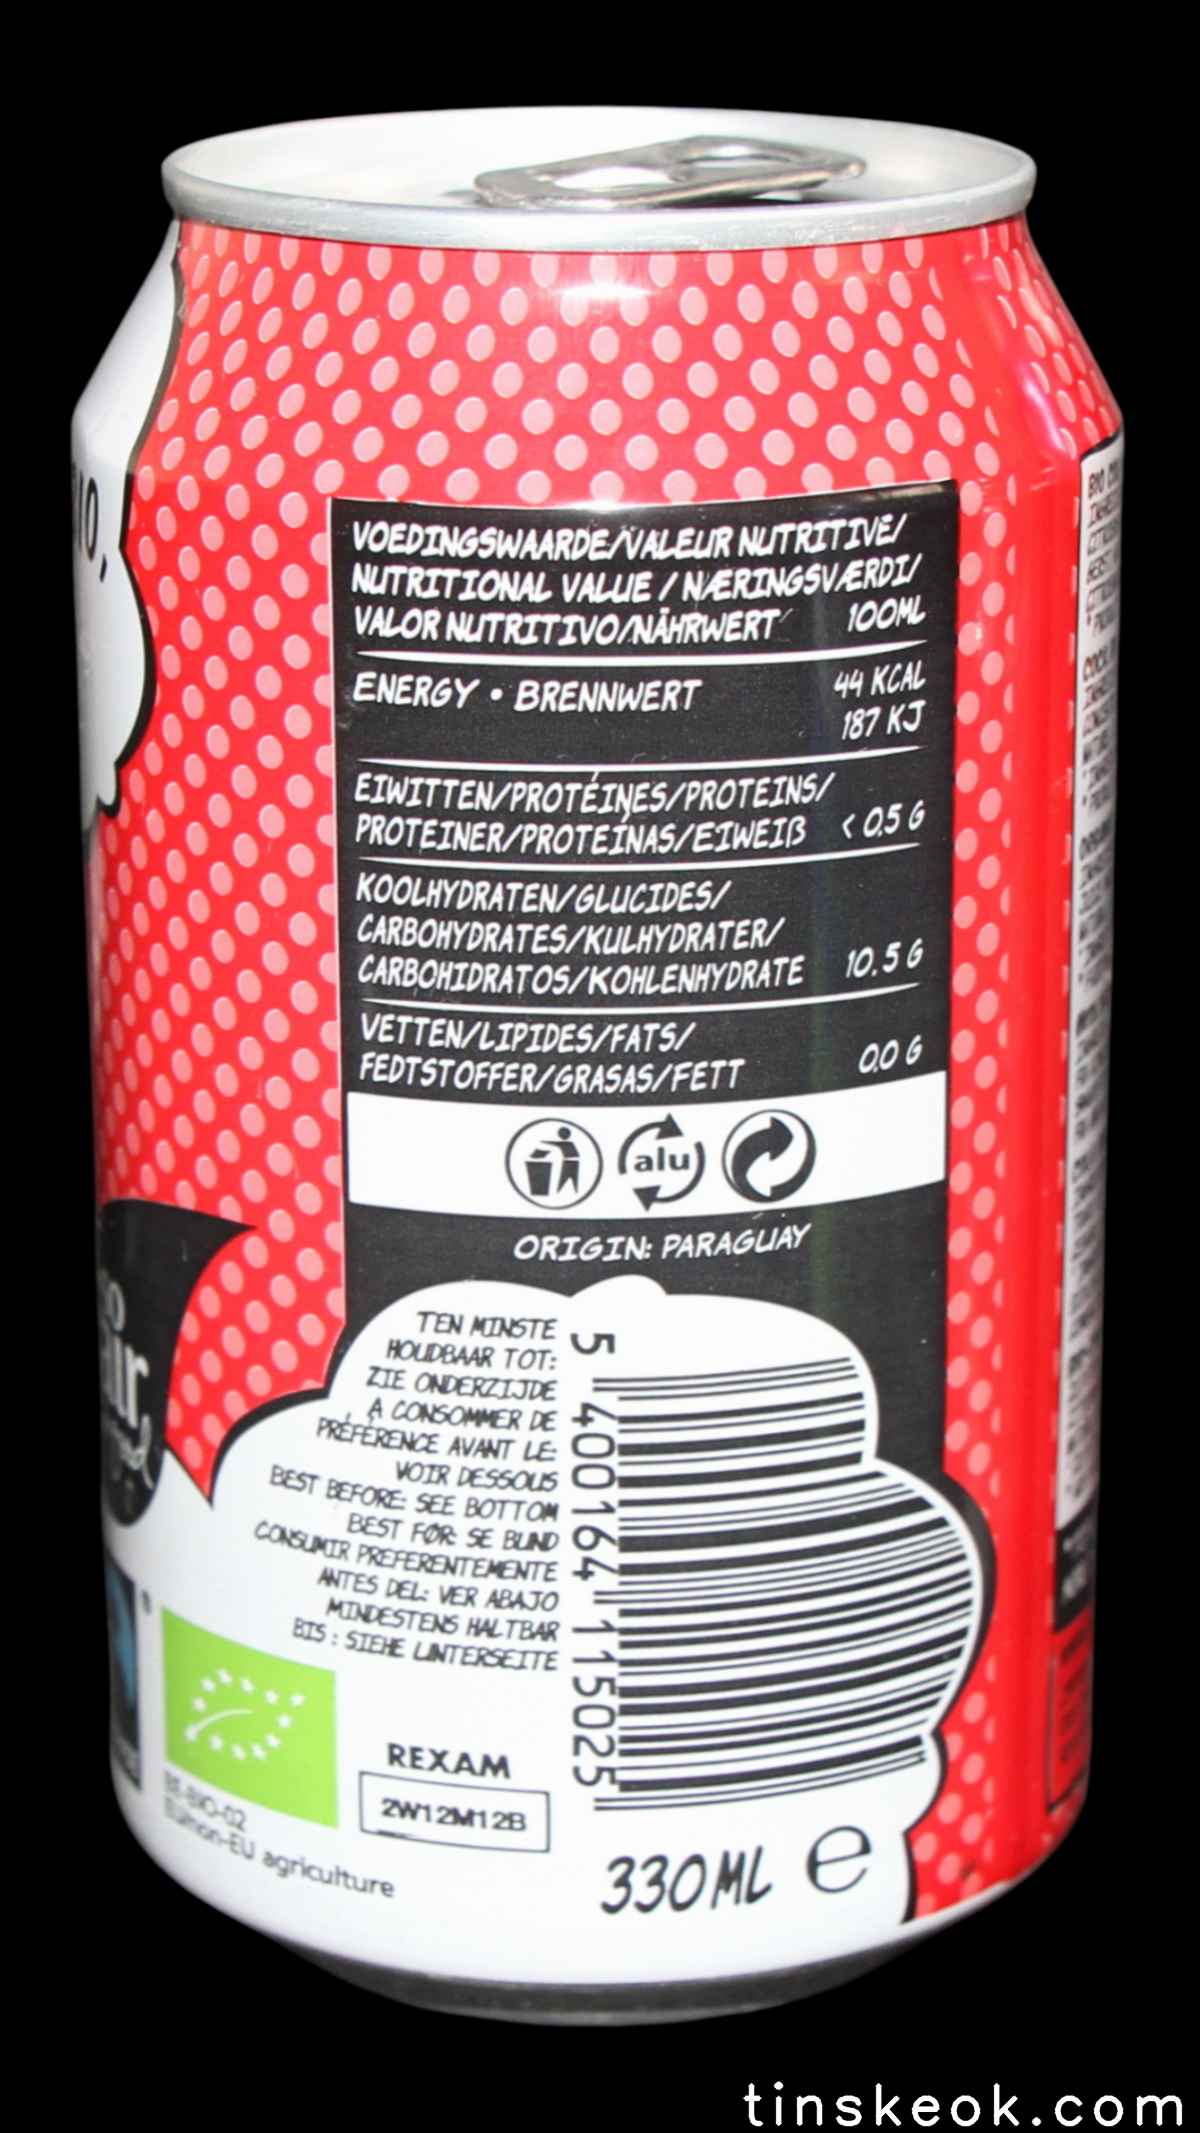 VOEDINGSWAARDE/VALEUR NUTRITIVE/
NUTRITIONAL VALUE / NÆRINGSVÆRDI/
VALOR NUTRITIVO/NÄHRWERT 100ML
ENERGY • BRENNWERT 44 KCAL
187 KJ
EIWITTEN/PROTÉINES/PROTEINS/
PROTEINER/PROTEÍNAS/EIWEIß < 0.5 G
KOOLHYDRATEN/GLUCIDES/
CARBOHYDRATES/KULHYDRATER/
CARBOHIDRATOS/KOHLENHYDRATE 10.5 G
VETTEN/LIPIDES/FATS/
FEDTSTOFFER/GRASAS/FETT 0.0 G
alu
ORIGIN: PARAGUAY
TEN MINSTE
HOUDBAAR TOT:
ZIE ONDERZIJDE
À CONSOMMER DE
PRÉFÉRENCE AVANT LE:
VOIR DESSOUS
BEST BEFORE: SEE BOTTOM
BEST FØR: SE BUND
CONSUMIR PREFERENTEMENTE
ANTES DEL: VER ABAJO
MINDESTENS HALTBAR
BIS : SIEHE UNTERSEITE
5 400164 115025
REXAM
2W12M12B
BE-BIO-02
EU/non-EU agriculture
330ML e
BIO
tinskeok.com